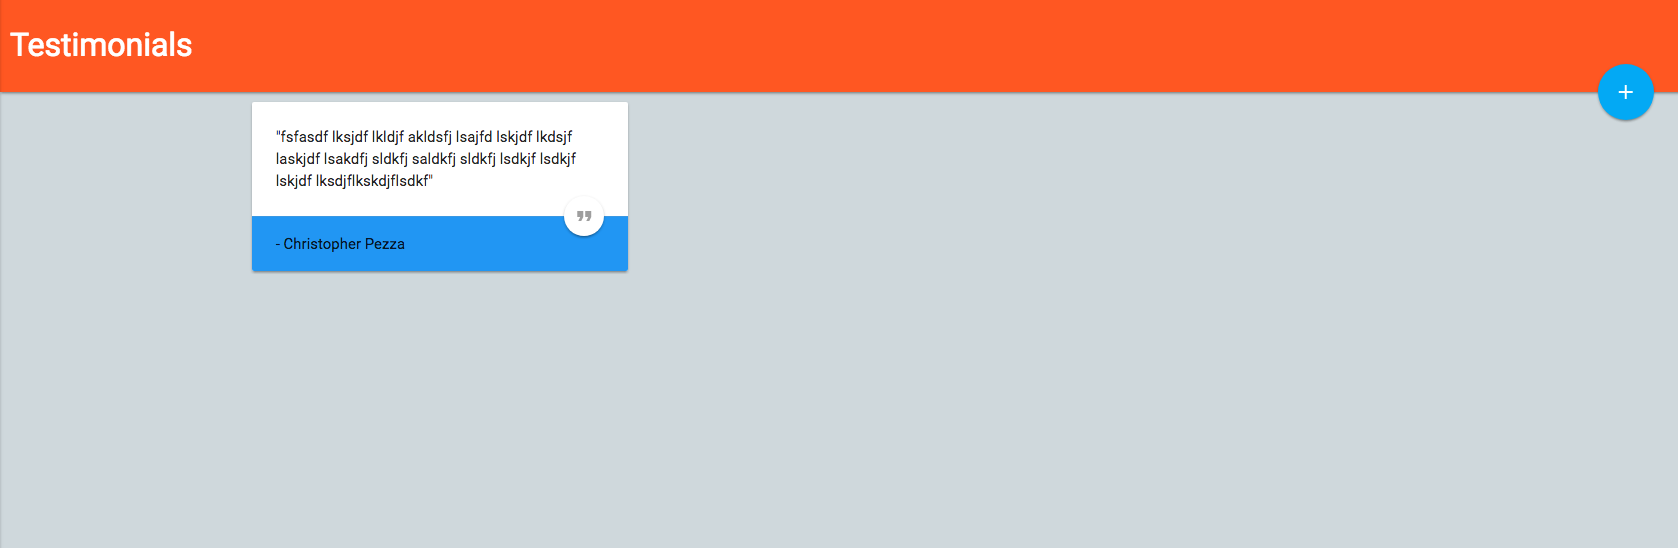 Testimonials
+
"fsfasdf lksjdf lkldjf akldsfj lsajfd lskjdf lkdsjf
laskjdf lsakdfj sldkfj saldkfj sldkfj lsdkjf lsdkjf
lskjdf lksdjflkskdjflsdkf"
- Christopher Pezza